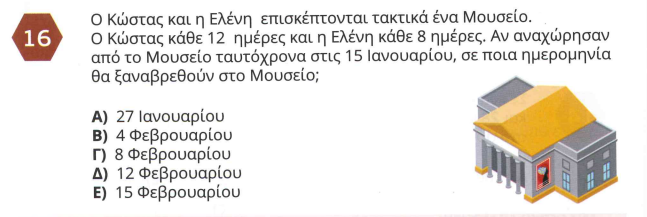 16
Ο Κώστας και η Ελένη επισκέπτονται τακτικά ένα Μουσείο.
Ο Κώστας κάθε 12 ημέρες και η Ελένη κάθε 8 ημέρες. Αν αναχώρησαν
από το Μουσείο ταυτόχρονα στις 15 Ιανουαρίου, σε ποια ημερομηνία
θα ξαναβρεθούν στο Μουσείο;
Α) 27 Ιανουαρίου
Β) 4 Φεβρουαρίου
Γ) 8 Φεβρουαρίου
Δ) 12 Φεβρουαρίου
Ε) 15 Φεβρουαρίου